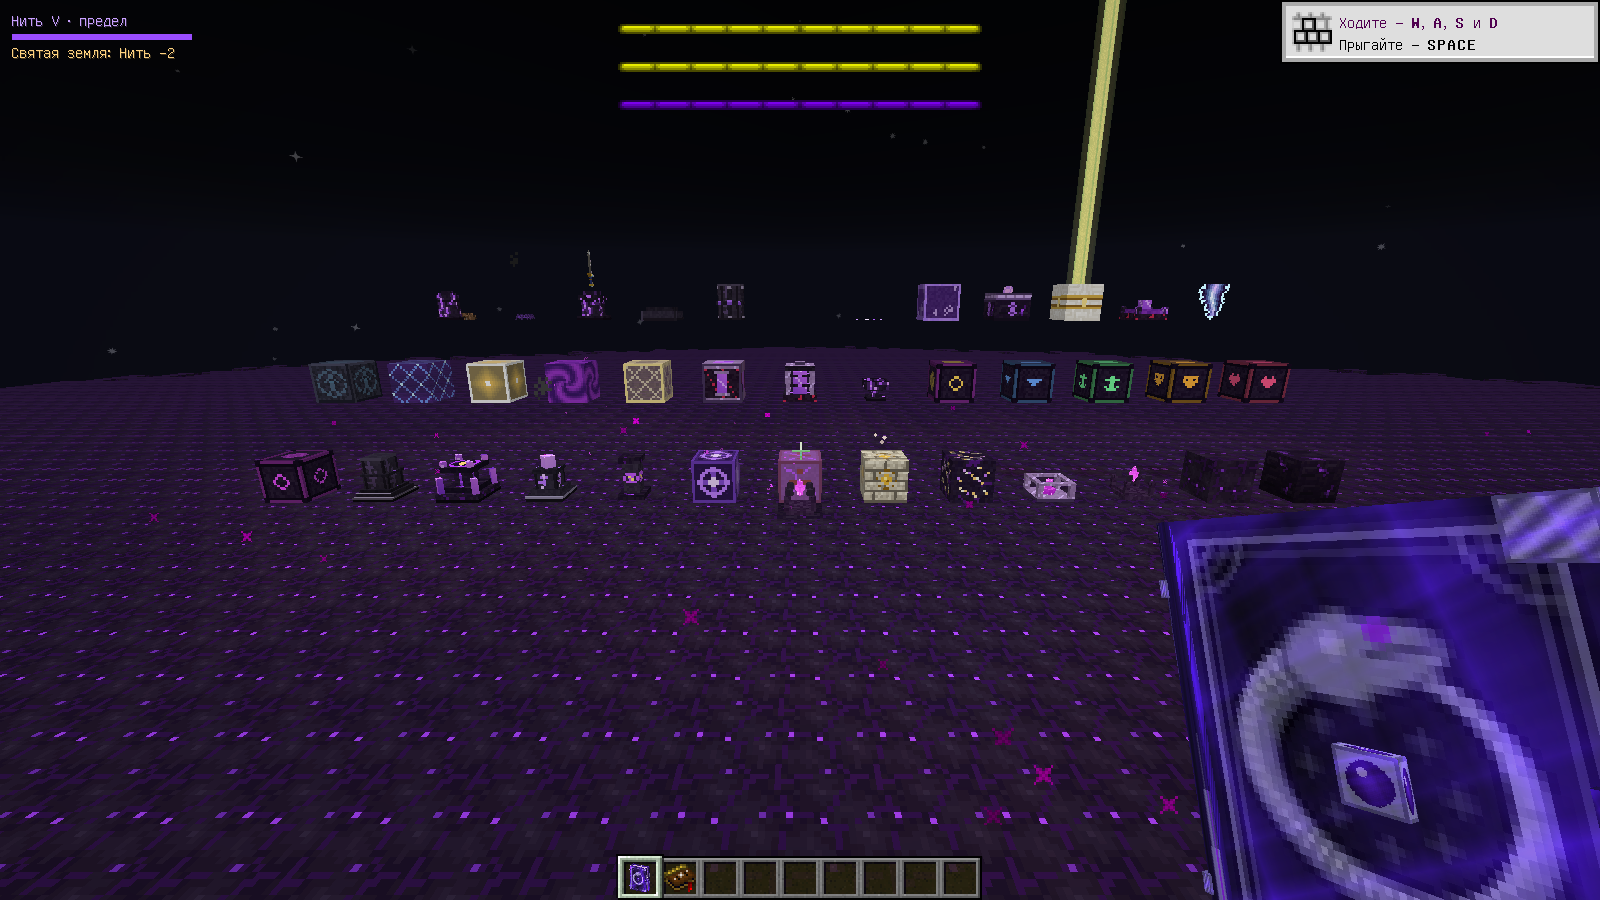 Нить V · предел
Святая земля: Нить -2
Ходите – W, A, S и D
Прыгайте – SPACE